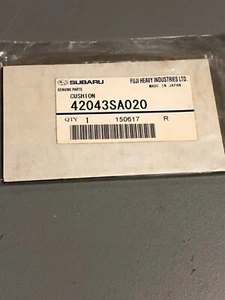 SUBARU FUJI HEAVY INDUSTRIES LTD.
GENUINE PARTS MADE IN JAPAN
CUSHION
42043SA020
QTY 1 150617 R